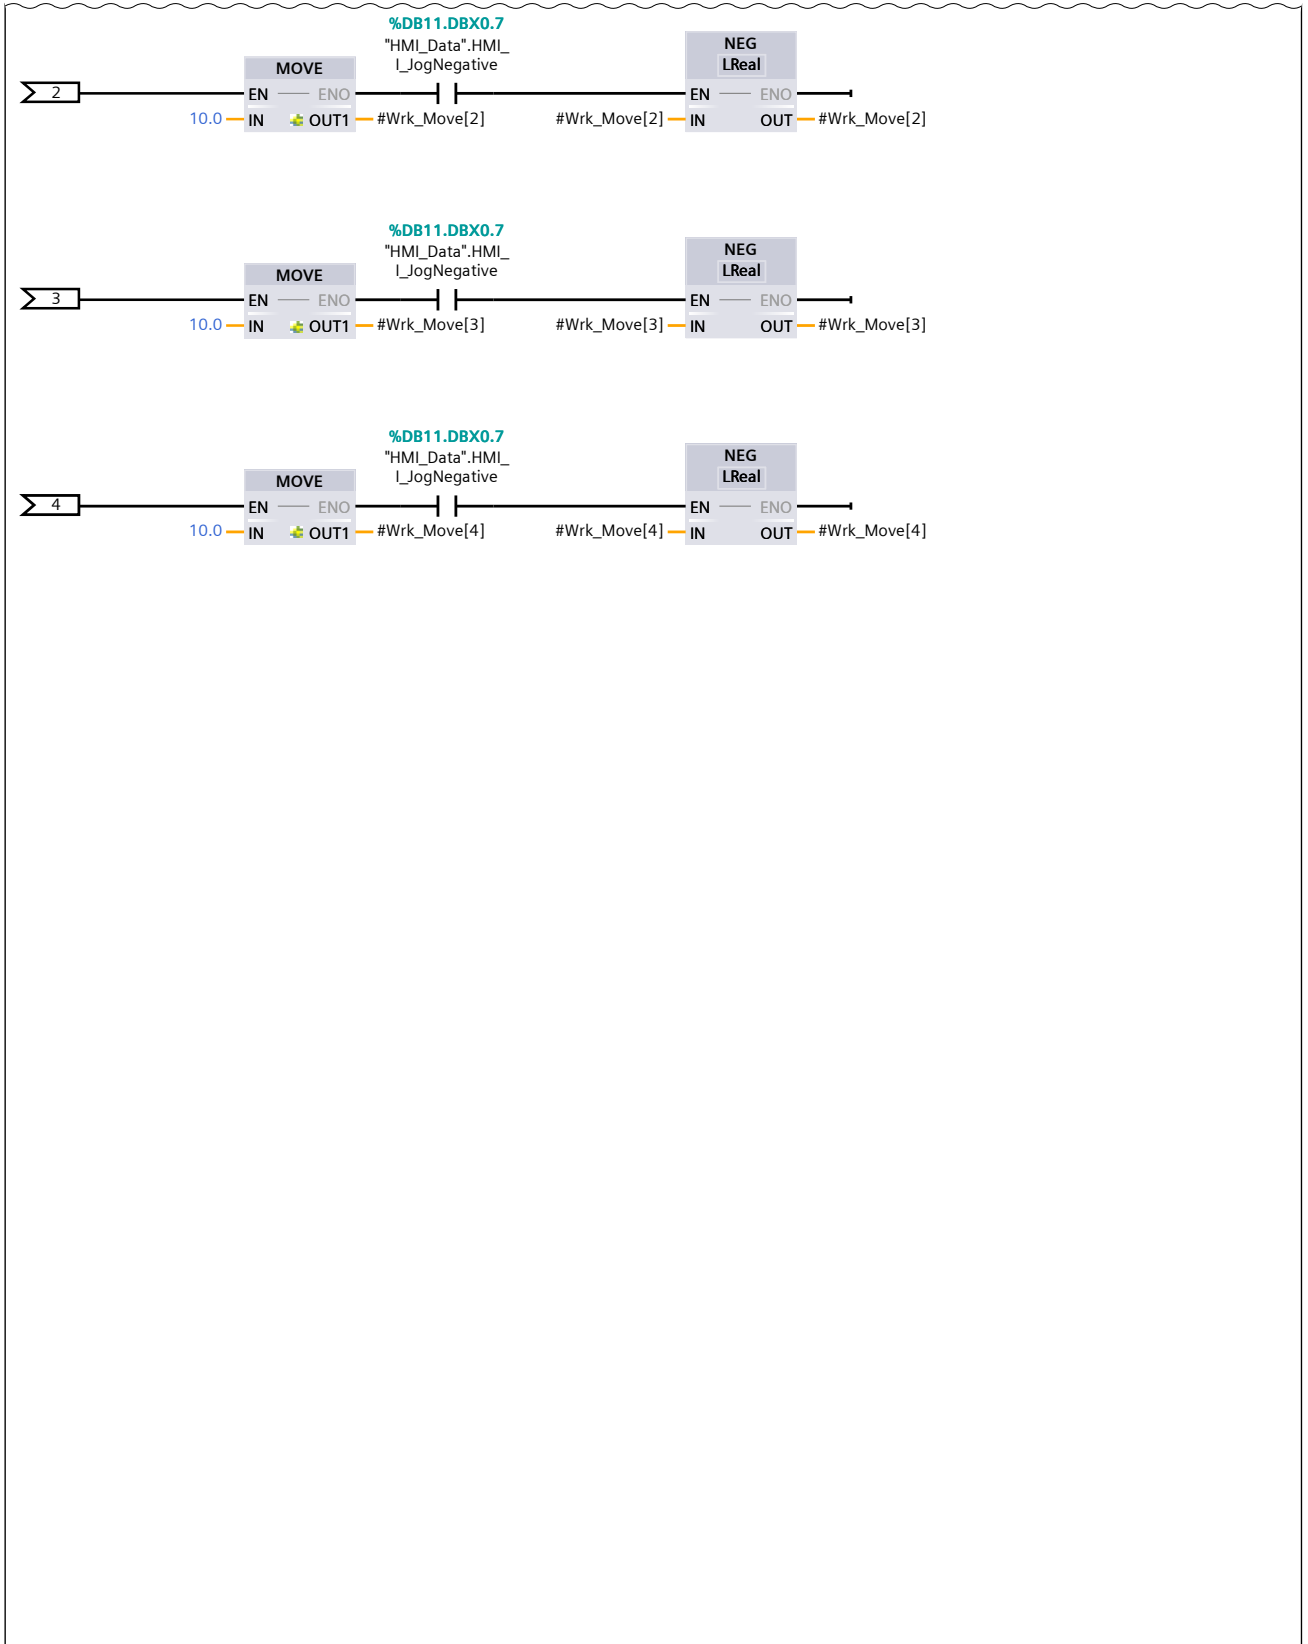 %DB11.DBX0.7
"HMI_Data".HMI_
I_JogNegative
NEG
LReal
MOVE
2
EN ENO
EN ENO
10.0 IN OUT1 #Wrk_Move[2]
#Wrk_Move[2] IN OUT #Wrk_Move[2]
%DB11.DBX0.7
"HMI_Data".HMI_
I_JogNegative
NEG
LReal
MOVE
3
EN ENO
EN ENO
10.0 IN OUT1 #Wrk_Move[3]
#Wrk_Move[3] IN OUT #Wrk_Move[3]
%DB11.DBX0.7
"HMI_Data".HMI_
I_JogNegative
NEG
LReal
MOVE
4
EN ENO
EN ENO
10.0 IN OUT1 #Wrk_Move[4]
#Wrk_Move[4] IN OUT #Wrk_Move[4]